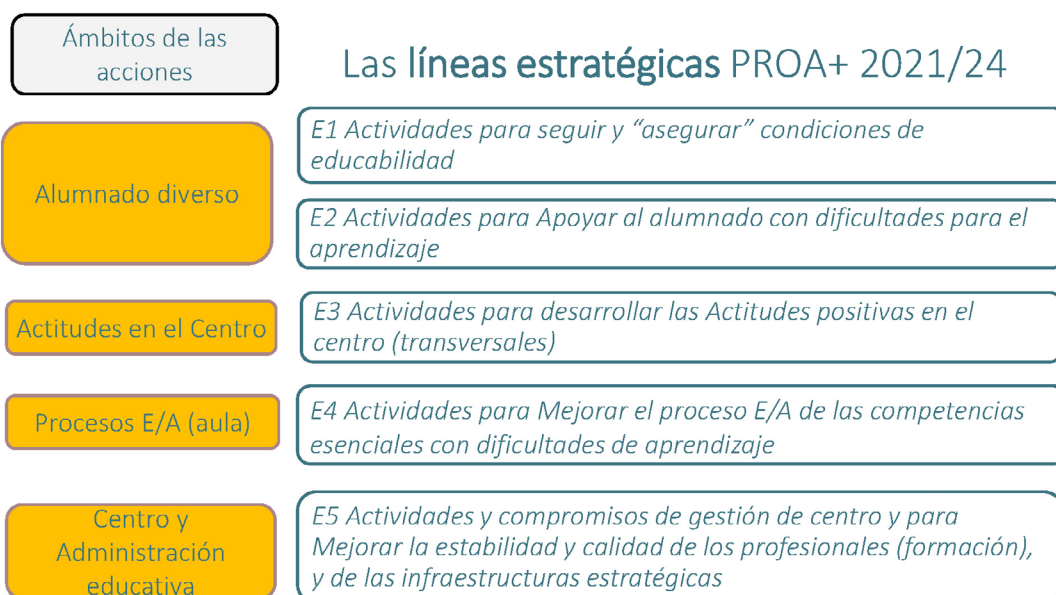 Ámbitos de las
acciones
Las líneas estratégicas PROA+ 2021/24
Alumnado diverso
E1 Actividades para seguir y “asegurar” condiciones de
educabilidad
E2 Actividades para Apoyar al alumnado con dificultades para el
aprendizaje
Actitudes en el Centro
E3 Actividades para desarrollar las Actitudes positivas en el
centro (transversales)
Procesos E/A (aula)
E4 Actividades para Mejorar el proceso E/A de las competencias
esenciales con dificultades de aprendizaje
Centro y
Administración
educativa
E5 Actividades y compromisos de gestión de centro y para
Mejorar la estabilidad y calidad de los profesionales (formación),
y de las infraestructuras estratégicas